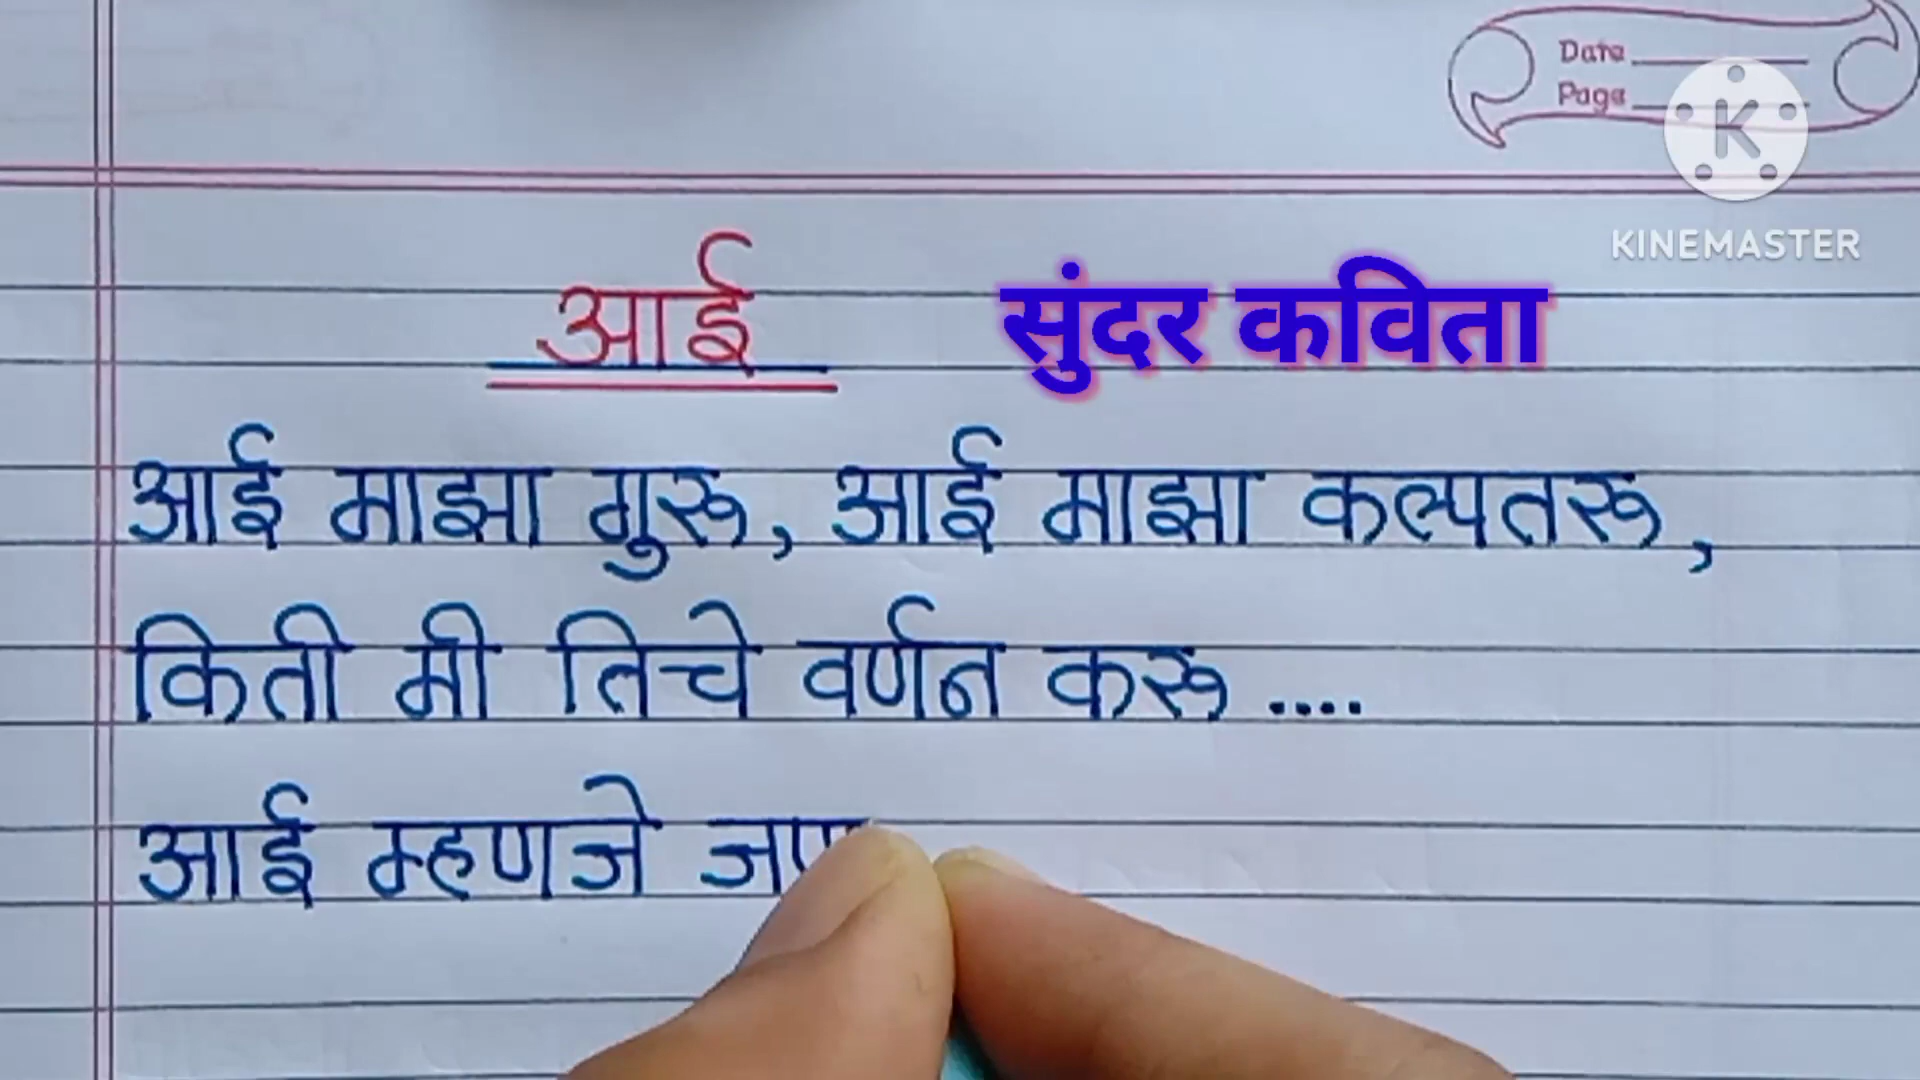 Date
Page
KINEMASTER
आई
सुंदर कविता
आई माझा गुरू, आई माझा कल्पतरू,
किती मी तिचे वर्णन करू ....
आई म्हणजे